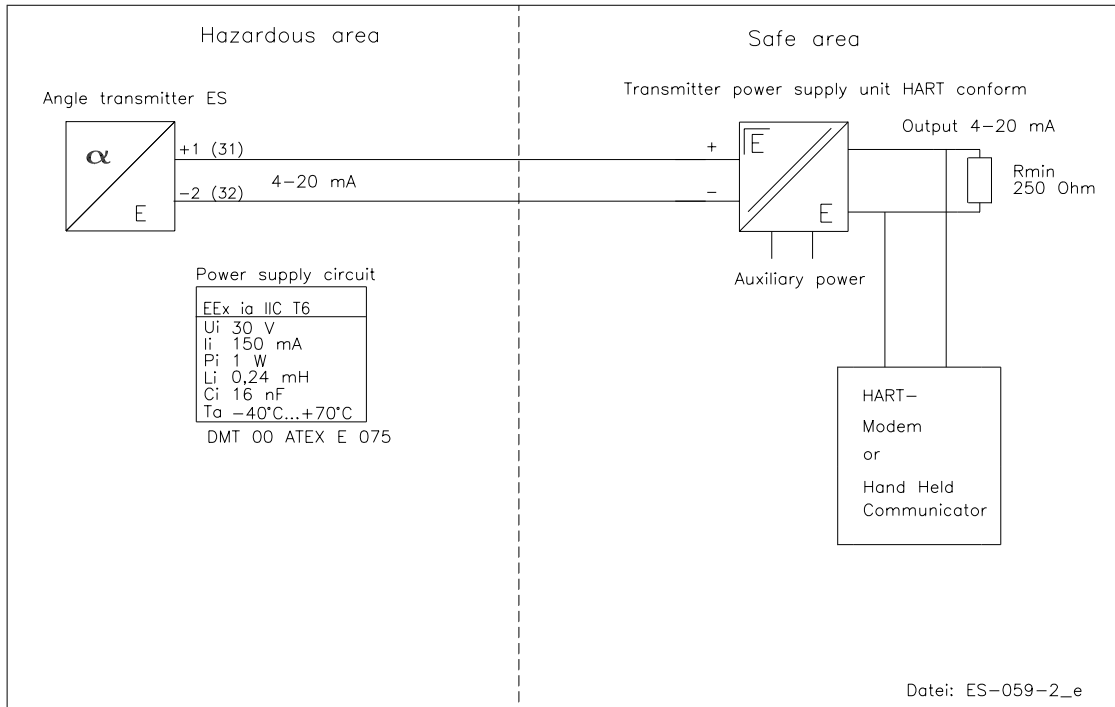 Hazardous area
Safe area
Angle transmitter ES
Transmitter power supply unit HART conform
Output 4-20 mA
α
E
+1 (31)
4-20 mA
-2 (32)
+
-
E
E
Rmin
250 Ohm
Auxiliary power
Power supply circuit
EEx ia IIC T6
Ui 30 V
Ii 150 mA
Pi 1 W
Li 0,24 mH
Ci 16 nF
Ta -40°C...+70°C
DMT 00 ATEX E 075
HART-
Modem
or
Hand Held
Communicator
Datei: ES-059-2_e